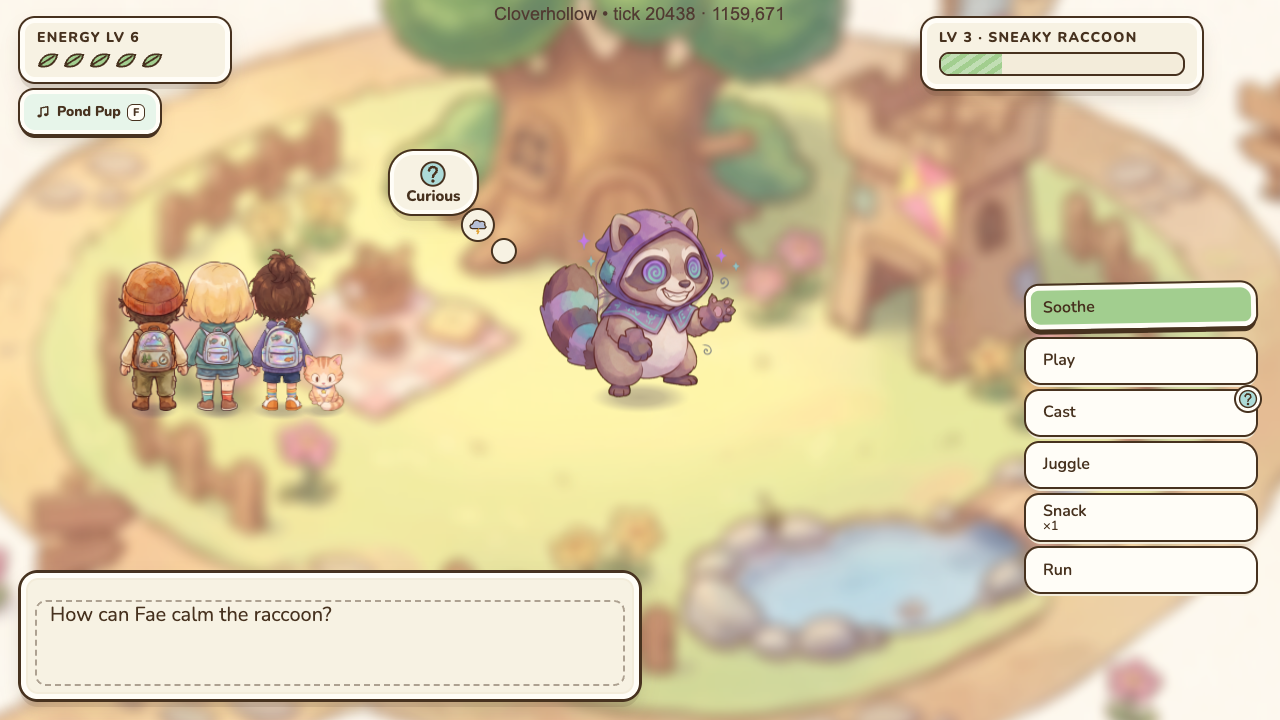 Cloverhollow • tick 20438 · 1159,671
ENERGY LV 6
LV 3 · SNEAKY RACCOON
Pond Pup F
?
Curious
Soothe
Play
Cast
?
Juggle
Snack
×1
Run
How can Fae calm the raccoon?